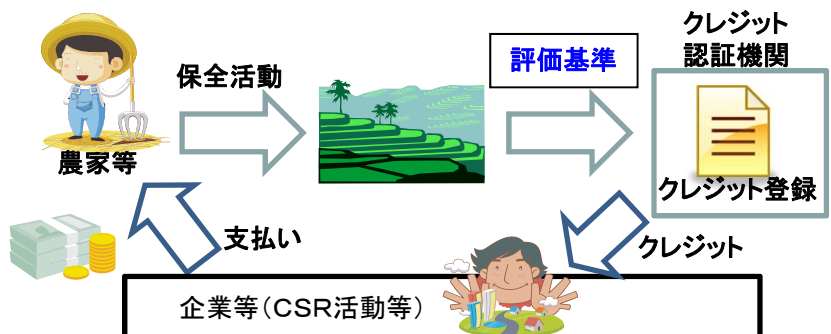 クレジット
認証機関
評価基準
保全活動
農家等
クレジット登録
支払い
クレジット
企業等(CSR活動等)